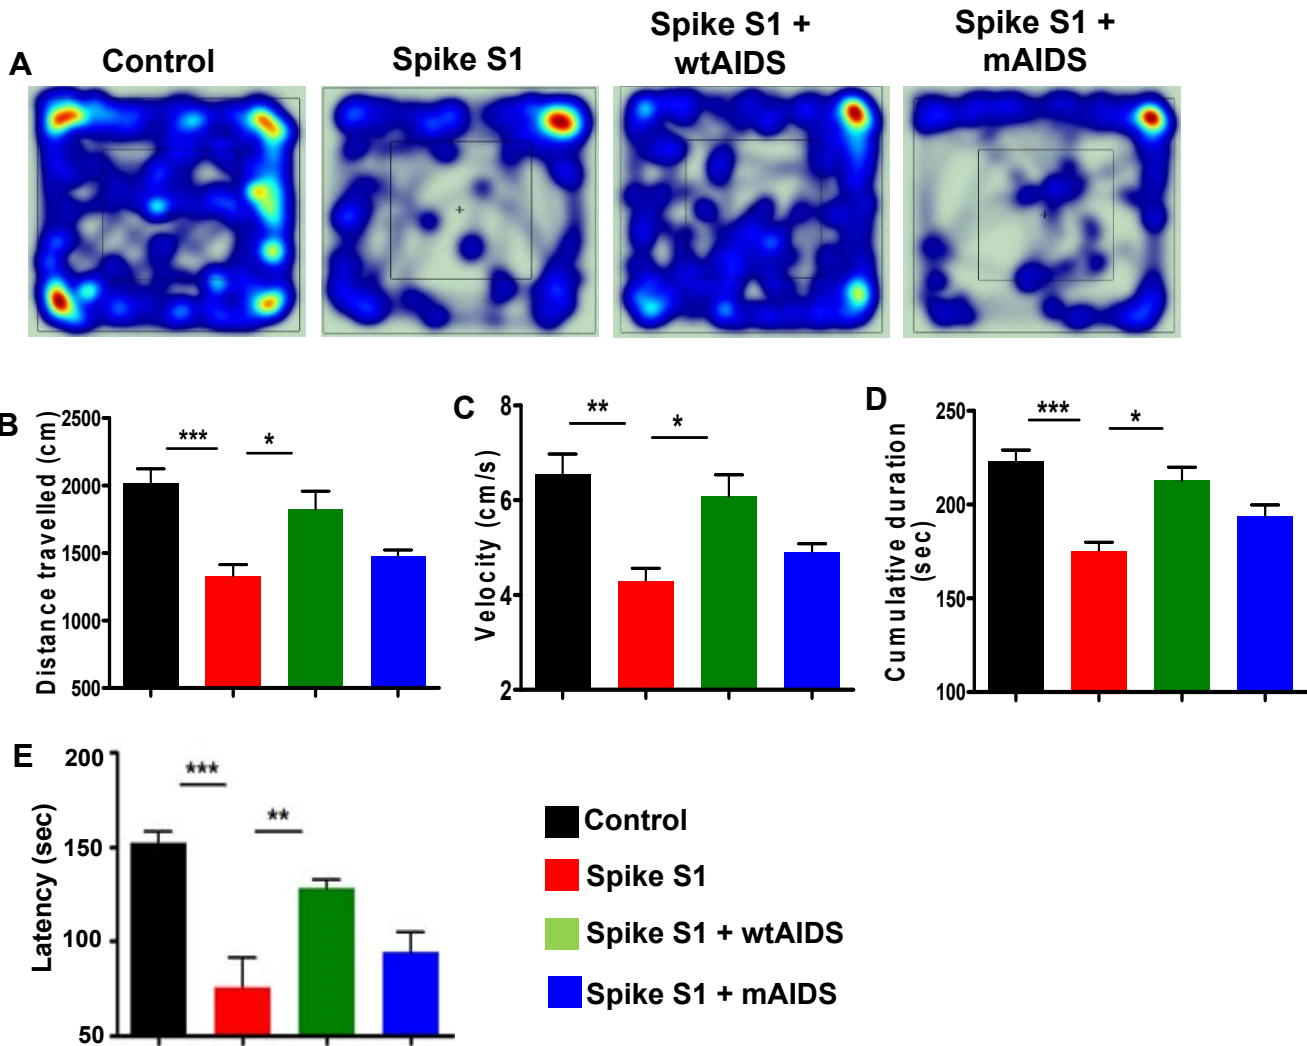 A
Control
Spike S1
Spike S1 +
wtAIDS
Spike S1 +
mAIDS
B
Distance travelled (cm)
2500
2000
1500
1000
500
***
*
C
Velocity (cm/s)
8
6
4
2
**
*
D
Cumulative duration
(sec)
250
200
150
100
***
*
E
Latency (sec)
200
150
100
50
***
**
Control
Spike S1
Spike S1 + wtAIDS
Spike S1 + mAIDS